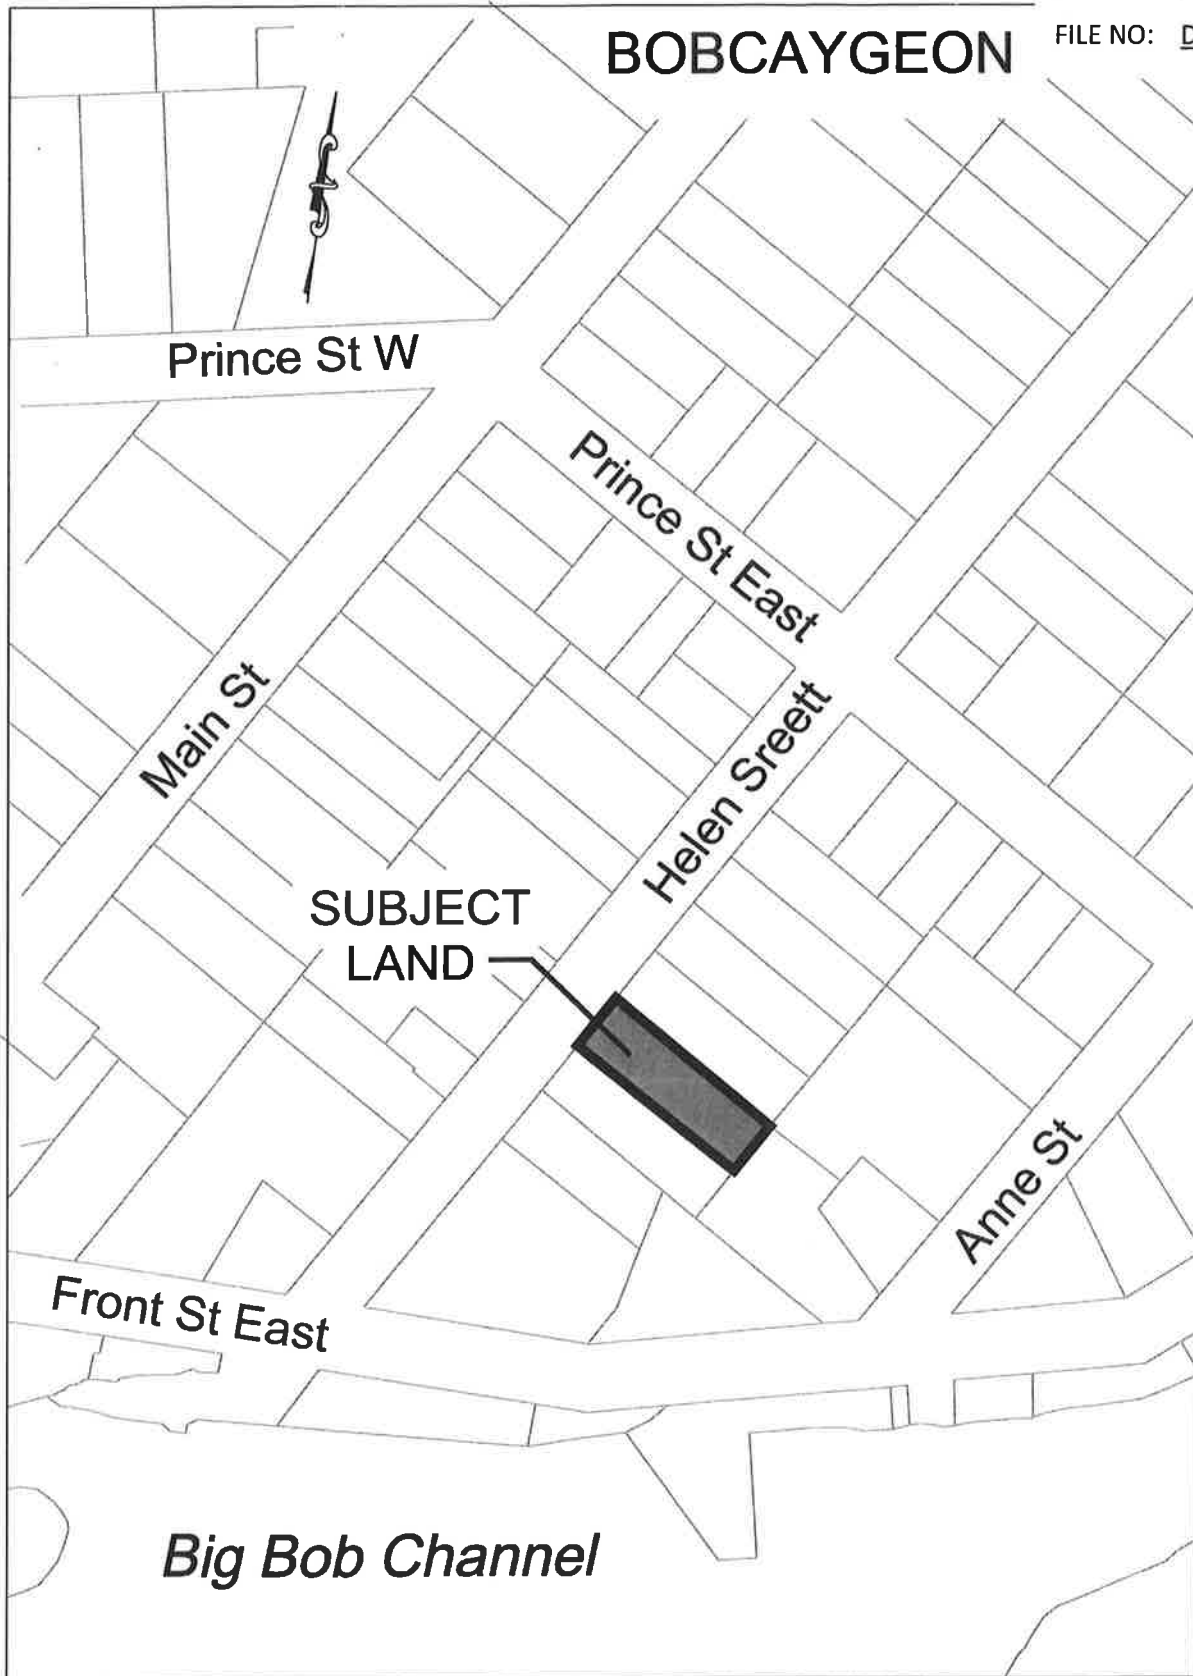 BOBCAYGEON
FILE NO: D
Prince St W
Prince St East
Main St
Helen Sreett
SUBJECT
LAND
Anne St
Front St East
Big Bob Channel